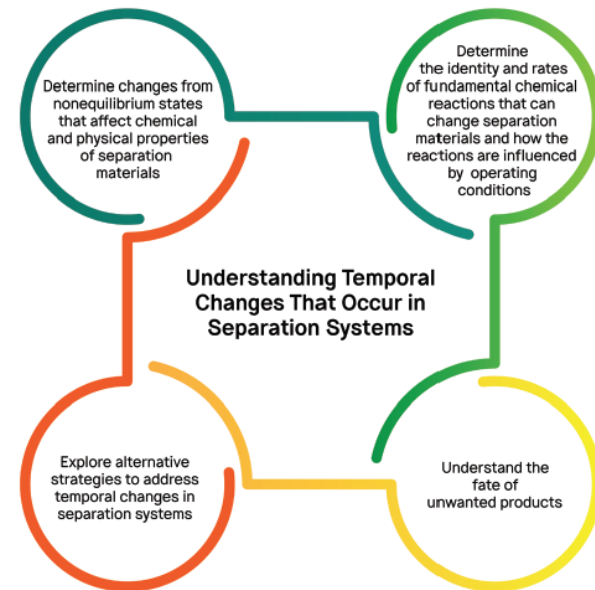 Determine changes from
nonequilibrium states
that affect chemical
and physical properties
of separation
materials
Determine
the identity and rates
of fundamental chemical
reactions that can
change separation
materials and how the
reactions are influenced
by operating
conditions
Understanding Temporal
Changes That Occur in
Separation Systems
Explore alternative
strategies to address
temporal changes in
separation systems
Understand the
fate of
unwanted products